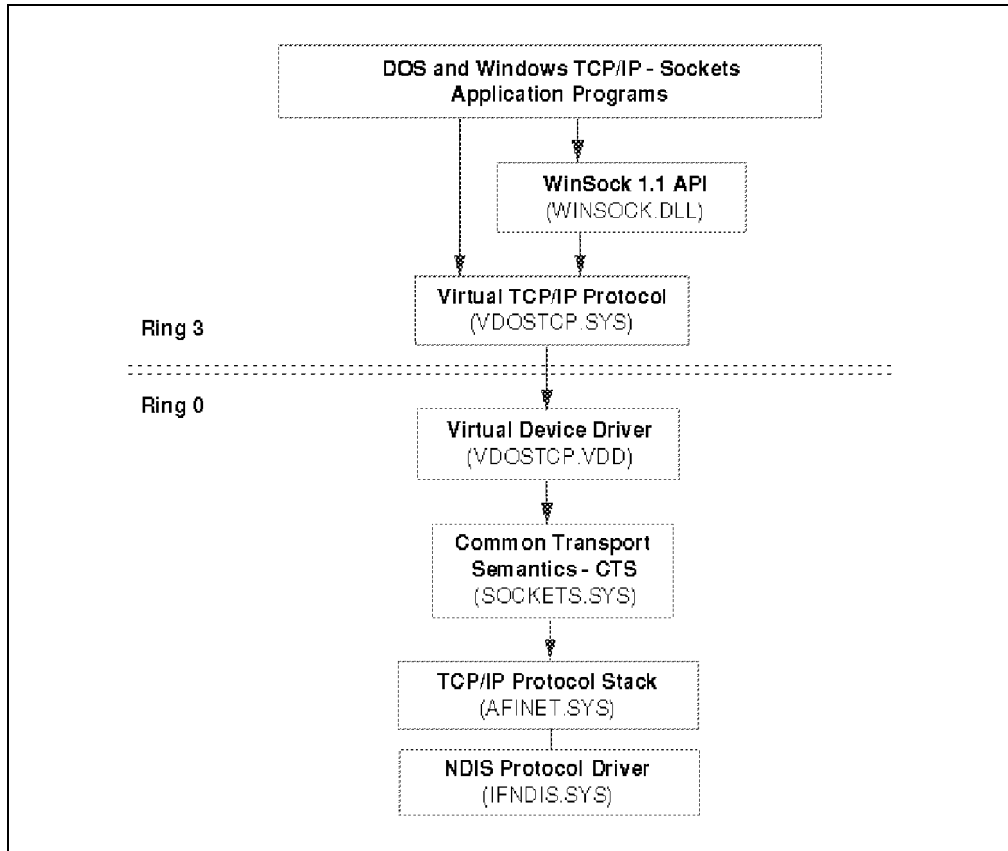 DOS and Windows TCP/IP - Sockets
Application Programs
WinSock 1.1 API
(WINSOCK.DLL)
Virtual TCP/IP Protocol
(VDOSTCP.SYS)
Ring 3
Ring 0
Virtual Device Driver
(VDOSTCP.VDD)
Common Transport
Semantics - CTS
(SOCKETS.SYS)
TCP/IP Protocol Stack
(AFINET.SYS)
NDIS Protocol Driver
(IFNDIS.SYS)